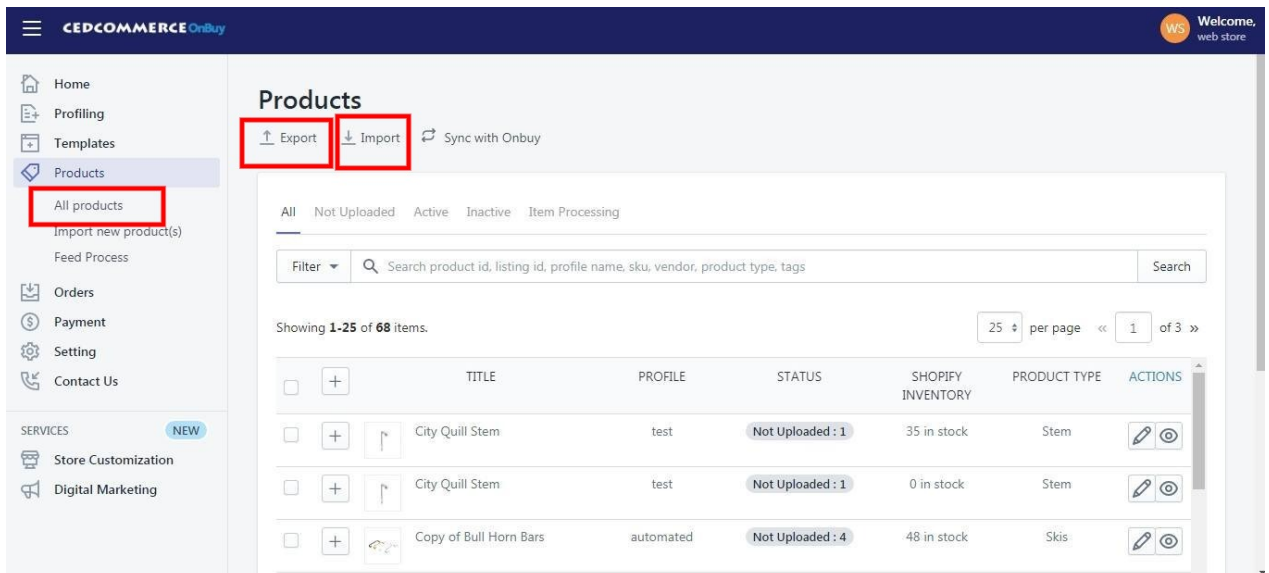 CEDCOMMERCE OnBuy
WS
Welcome,
web store
Home
Profiling
Templates
Products
All products
Import new product(s)
Feed Process
Orders
Payment
Setting
Contact Us
SERVICES NEW
Store Customization
Digital Marketing
Products
Export Import Sync with Onbuy
All Not Uploaded Active Inactive Item Processing
Filter Search product id, listing id, profile name, sku, vendor, product type, tags Search
Showing 1-25 of 68 items. 25 per page « 1 of 3 »
TITLE PROFILE STATUS SHOPIFY INVENTORY PRODUCT TYPE ACTIONS
City Quill Stem test Not Uploaded : 1 35 in stock Stem
City Quill Stem test Not Uploaded : 1 0 in stock Stem
Copy of Bull Horn Bars automated Not Uploaded : 4 48 in stock Skis